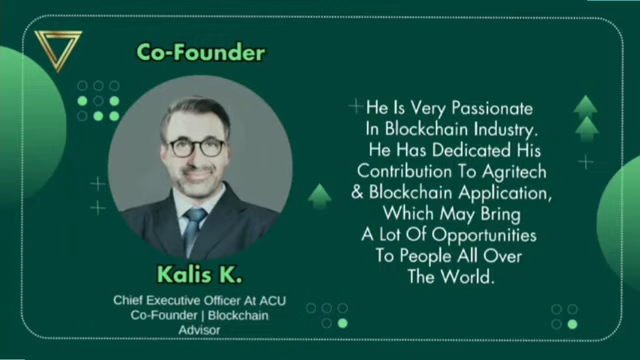 Co-Founder
He Is Very Passionate
In Blockchain Industry.
He Has Dedicated His
Contribution To Agritech
& Blockchain Application,
Which May Bring
A Lot Of Opportunities
To People All Over
The World.
Kalis K.
Chief Executive Officer At ACU
Co-Founder | Blockchain
Advisor